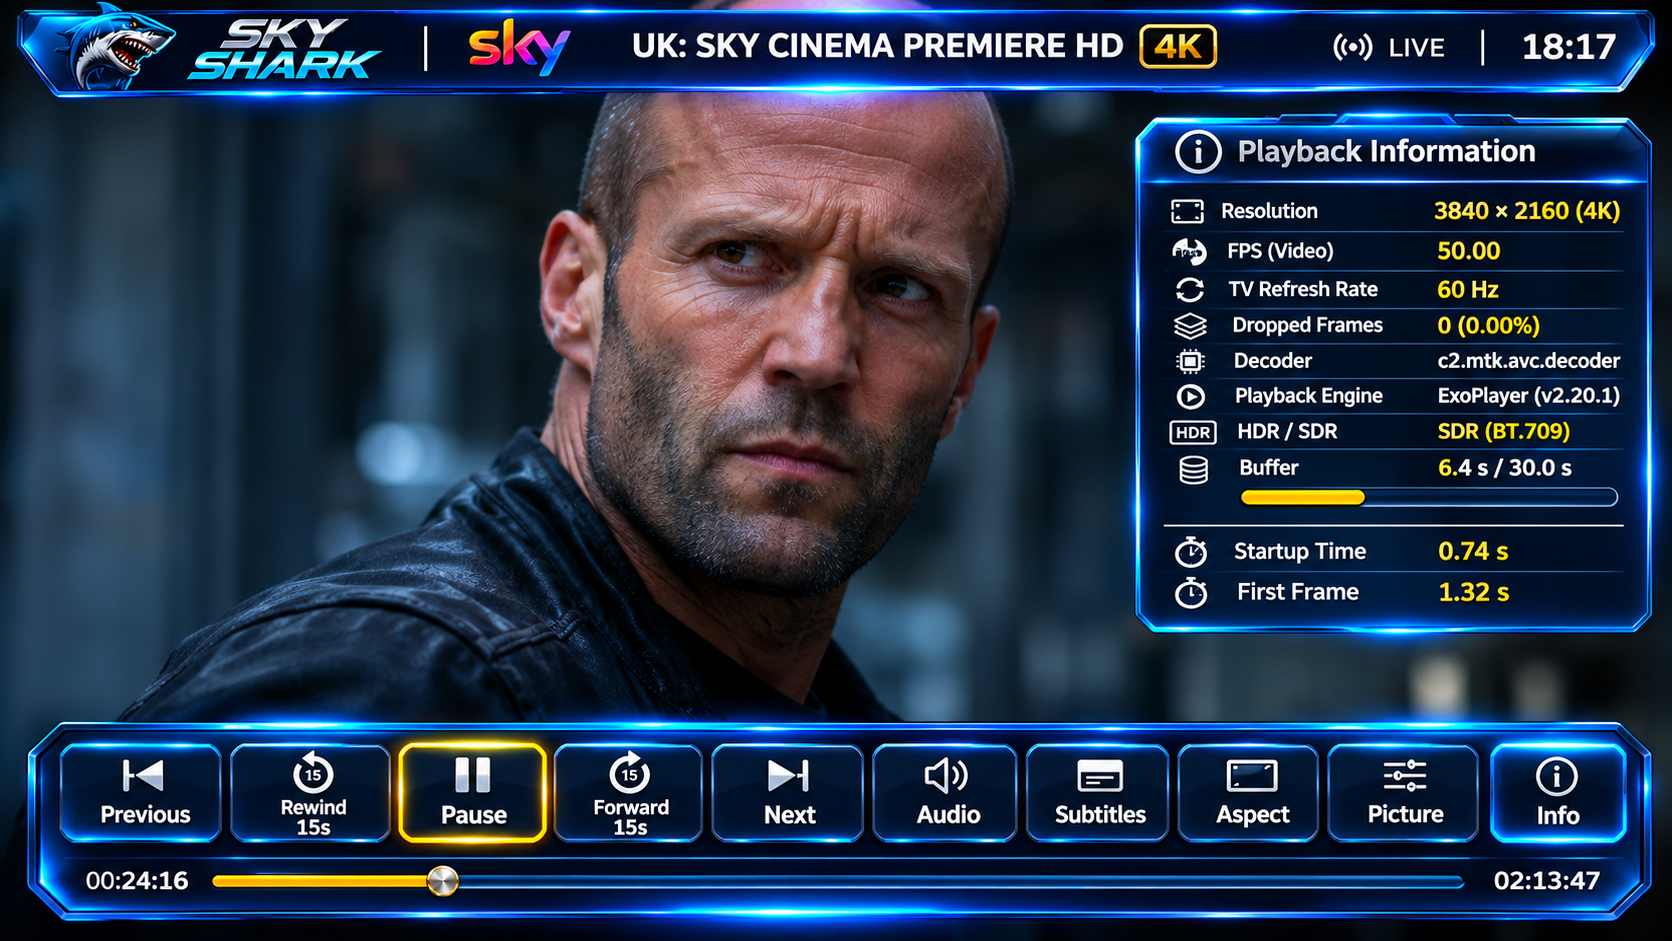 SKY
SHARK
sky
UK: SKY CINEMA PREMIERE HD 4K
LIVE
18:17
Playback Information
Resolution 3840 × 2160 (4K)
FPS (Video) 50.00
TV Refresh Rate 60 Hz
Dropped Frames 0 (0.00%)
Decoder c2.mtk.avc.decoder
Playback Engine ExoPlayer (v2.20.1)
HDR HDR / SDR SDR (BT.709)
Buffer 6.4 s / 30.0 s
Startup Time 0.74 s
First Frame 1.32 s
Previous
15
Rewind
15s
Pause
15
Forward
15s
Next
Audio
Subtitles
Aspect
Picture
Info
00:24:16
02:13:47